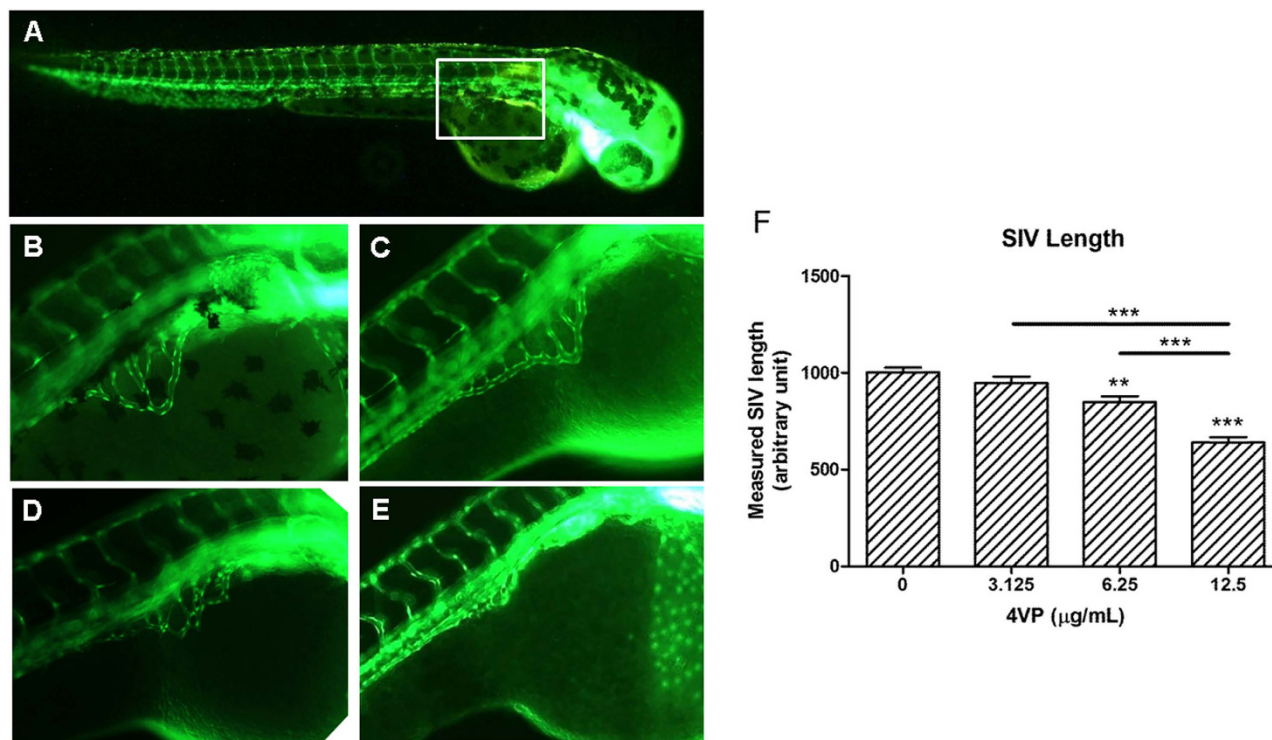 A
B
C
D
E
F
SIV Length
Measured SIV length
(arbitrary unit)
1500
1000
500
0
***
***
**
***
0 3.125 6.25 12.5
4VP (μg/mL)